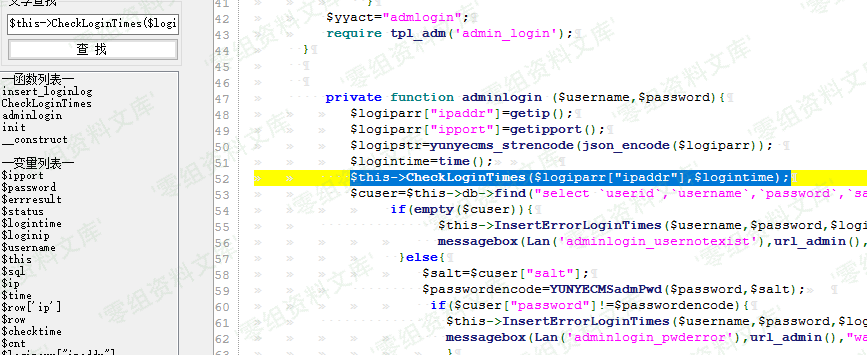 文字查找
$this->CheckLoginTimes($logi
查 找
函数列表
insert_loginlog
CheckLoginTimes
adminlogin
init
__construct
变量列表
$ipport
$password
$errresult
$status
$logintime
$loginip
$username
$this
$sql
$ip
$time
$row['ip']
$row
$checktime
$cnt
41 }
42 $yyact="admlogin";
43 require tpl_adm('admin_login');
44 }
45
46
47 private function adminlogin ($username,$password){
48 $logiparr["ipaddr"]=getip();
49 $logiparr["ipport"]=getipport();
50 $logipstr=yunyecms_strencode(json_encode($logiparr));
51 $logintime=time();
52 $this->CheckLoginTimes($logiparr["ipaddr"],$logintime);
53 $cuser=$this->db->find("select `userid`,`username`,`password`,`sa
54 if(empty($cuser)){
55 $this->InsertErrorLoginTimes($username,$password,$logi
56 messagebox(Lan('adminlogin_usernotexist'),url_admin(),
57 }else{
58 $salt=$cuser["salt"];
59 $passwordencode=YUNYECMSadmPwd($password,$salt);
60 if($cuser["password"]!=$passwordencode){
61 $this->InsertErrorLoginTimes($username,$password,$log
62 messagebox(Lan('adminlogin_pwderror'),url_admin(),"wa
63 }
'零组资料文库'